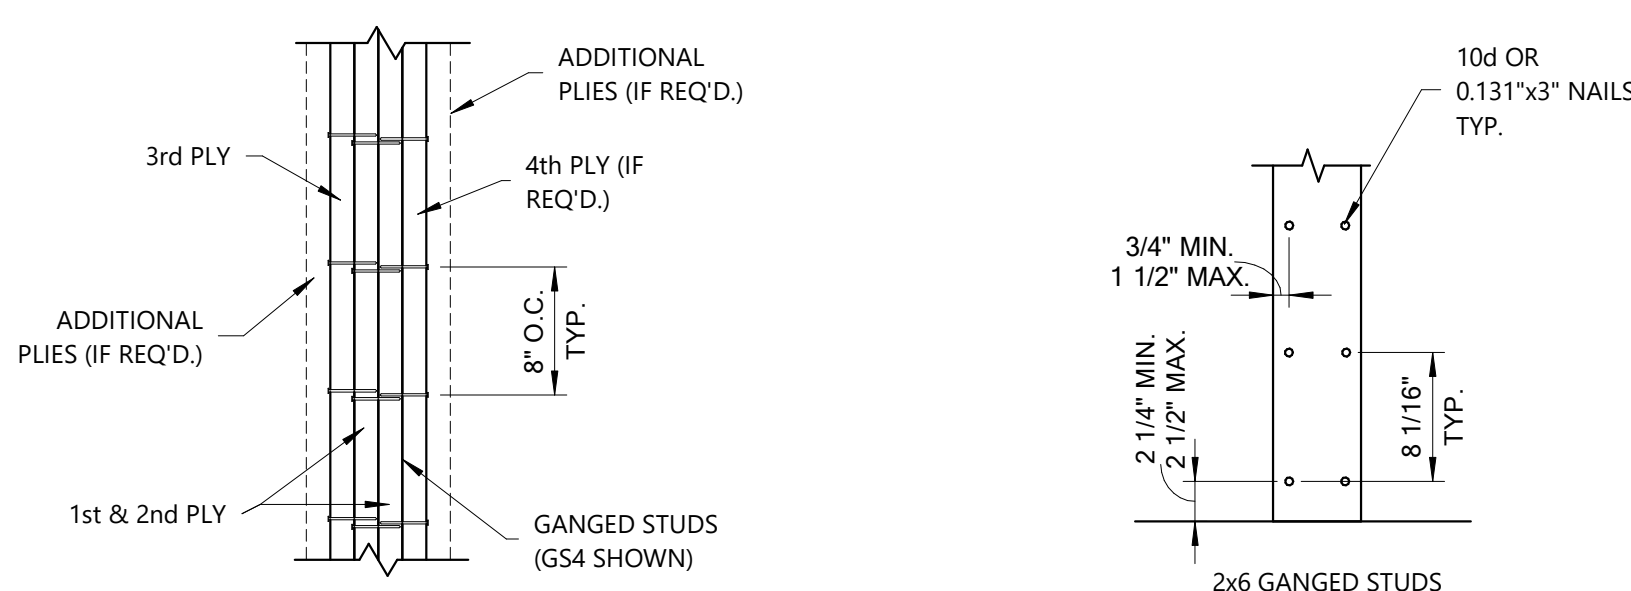 ADDITIONAL
PLIES (IF REQ'D.)
3rd PLY
4th PLY (IF
REQ'D.)
8" O.C.
TYP.
ADDITIONAL
PLIES (IF REQ'D.)
1st & 2nd PLY
GANGED STUDS
(GS4 SHOWN)
10d OR
0.131"x3" NAILS
TYP.
3/4" MIN.
1 1/2" MAX.
2 1/4" MIN.
2 1/2" MAX.
8 1/16"
TYP.
2x6 GANGED STUDS